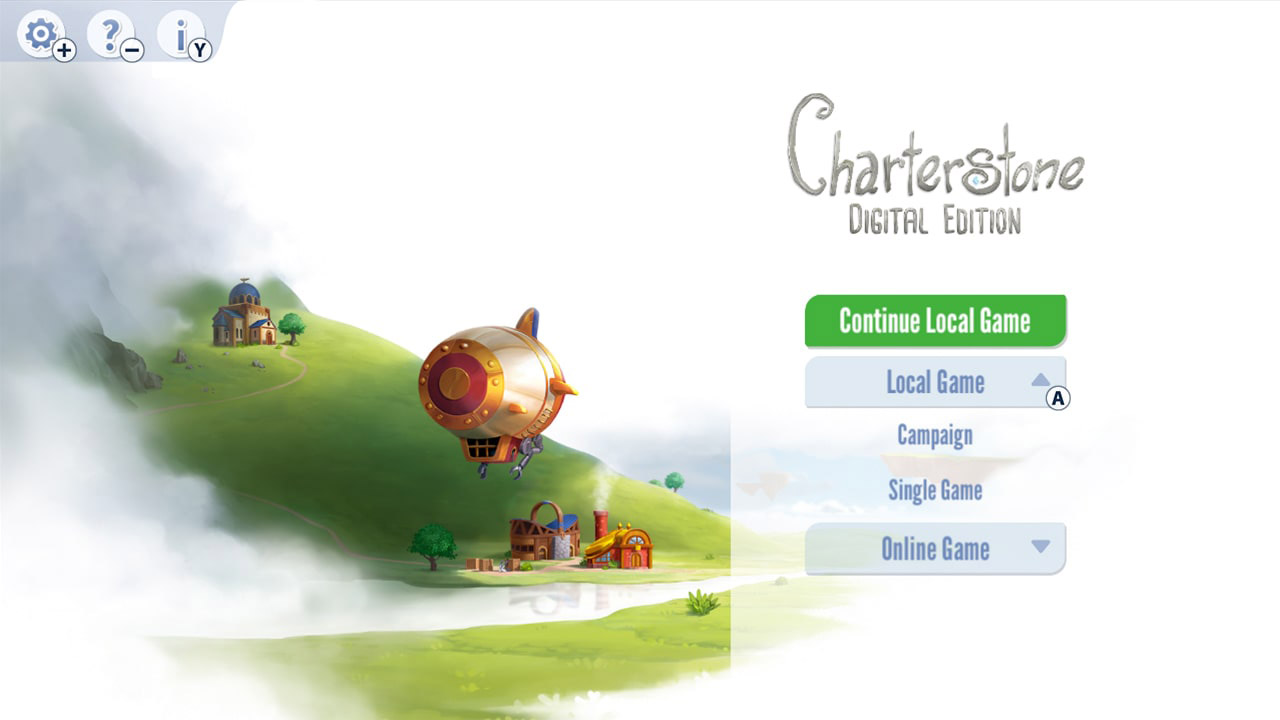 +
?
−
i
Y
Charterstone
Digital Edition
Continue Local Game
Local Game
A
Campaign
Single Game
Online Game